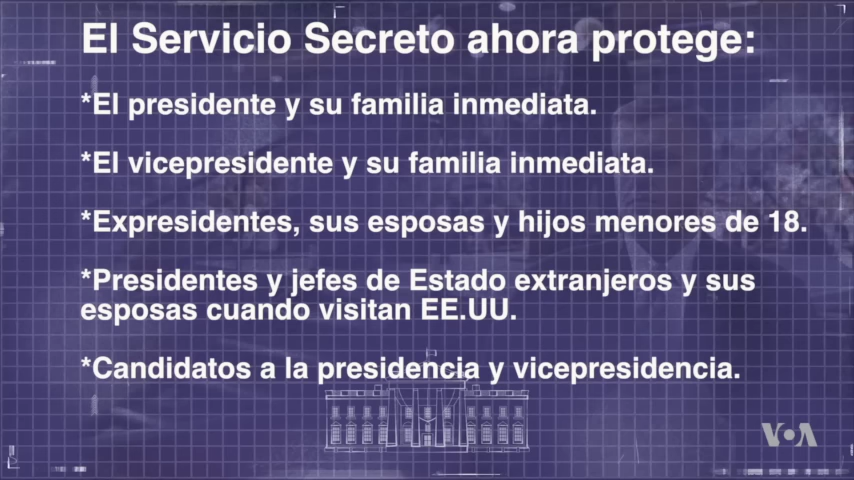 El Servicio Secreto ahora protege:
*El presidente y su familia inmediata.
*El vicepresidente y su familia inmediata.
*Expresidentes, sus esposas y hijos menores de 18.
*Presidentes y jefes de Estado extranjeros y sus
esposas cuando visitan EE.UU.
*Candidatos a la presidencia y vicepresidencia.
VOA